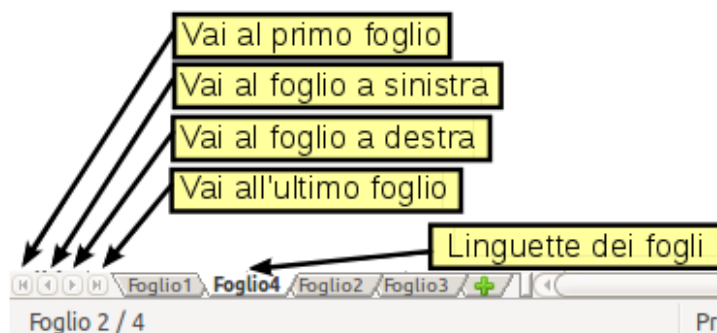 Vai al primo foglio
Vai al foglio a sinistra
Vai al foglio a destra
Vai all'ultimo foglio
Linguette dei fogli
Foglio1 Foglio4 Foglio2 Foglio3
Foglio 2 / 4 Pr